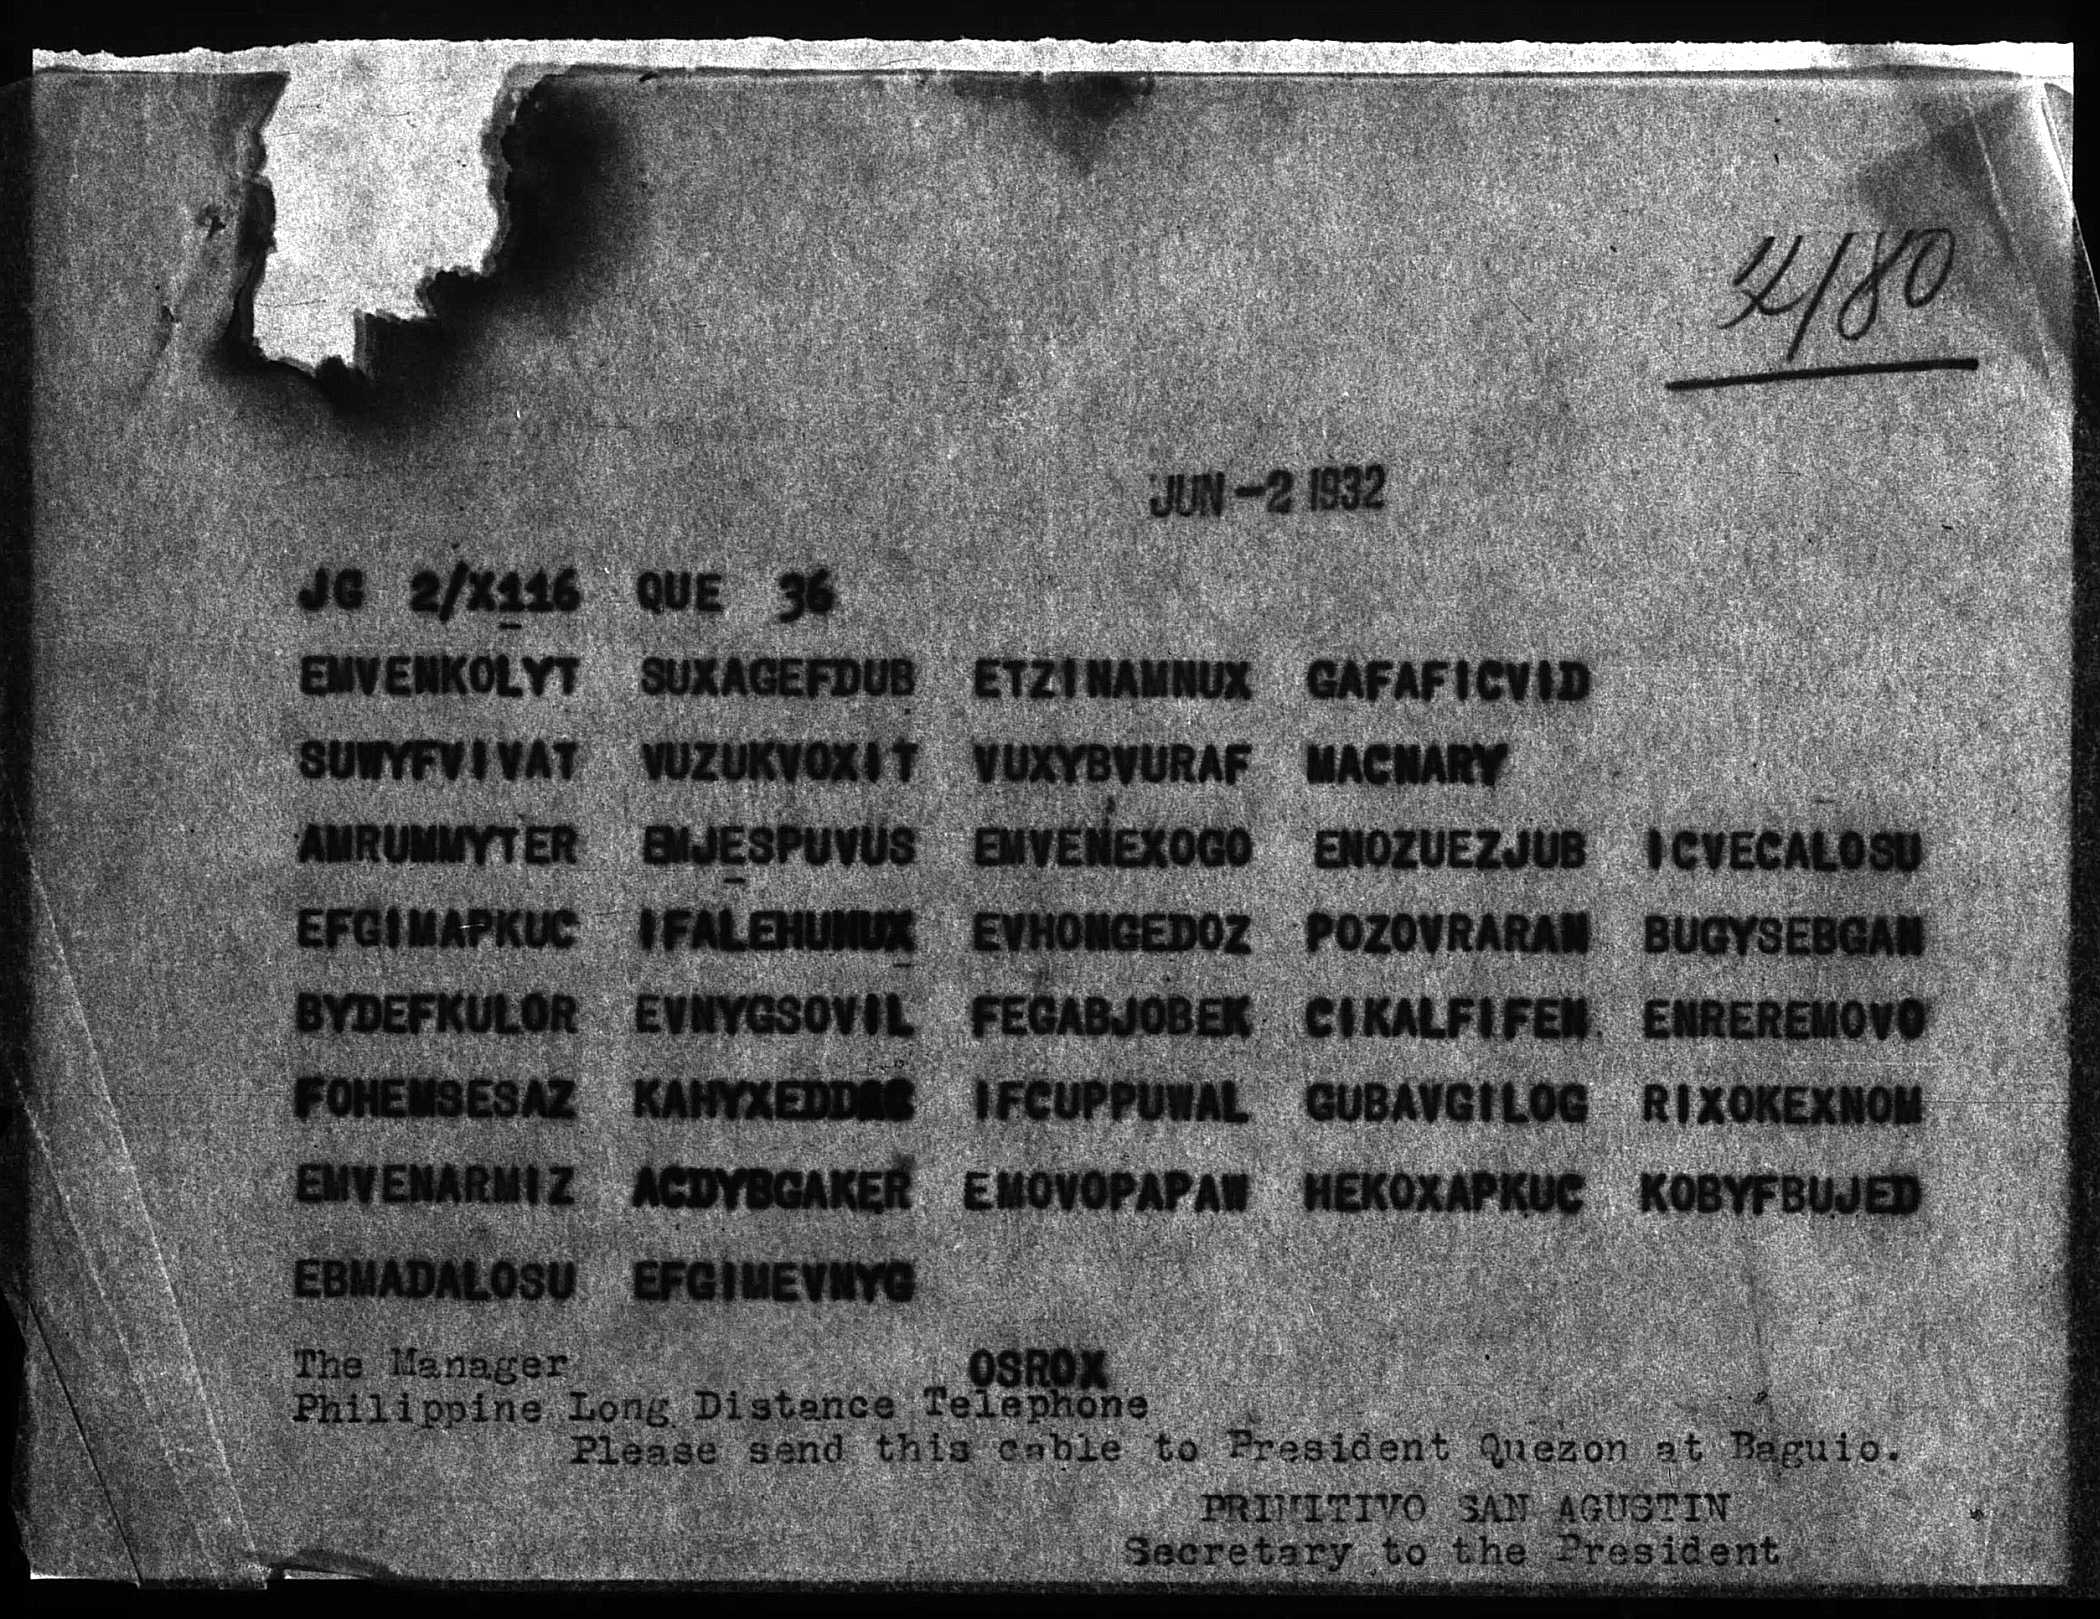 2/80
JUN -2 1932
JG 2/X116 QUE 36
EMVENKOLYT SUXAGEFDUB ETZINAMNUX GAFAFICVID
SUWYFVIVAT VUZUKVOXIT VUXYBVURAF MACNARY
AMRUMMYTER EMJESPUVUS EMVENEXOGO ENOZUEZJUB ICVECALOSU
EFGIMAPKUC IFALEHUNUX EVHONGEDOZ POZOVRARAN BUGYSEBGAN
BYDEFKULOR EVNYGSOVIL FEGABJOBEK CIKALFIFEN ENREREMOVO
FOHEMSESAZ IFCUPPUWAL GUBAVGILOG RIXOKEXNOM
EMVENARMIZ ACDYBGAKER EMOVOPAPAW HEKOXAPKUC KOBYFBUJED
EBMADALOSU EFGIMEVNYG
The Manager OSROX
Philippine Long Distance Telephone
Please send this cable to President Quezon at Baguio.
PRIMITIVO SAN AGUSTIN
Secretary to the President